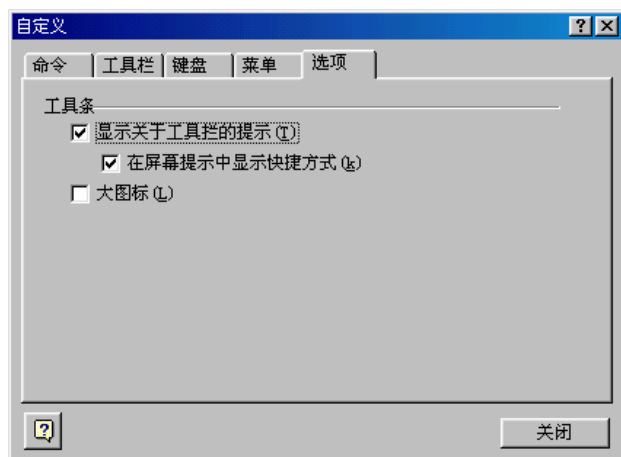 自定义
命令 工具栏 键盘 菜单 选项
工具条
显示关于工具拦的提示(T)
在屏幕提示中显示快捷方式(k)
大图标(L)
关闭